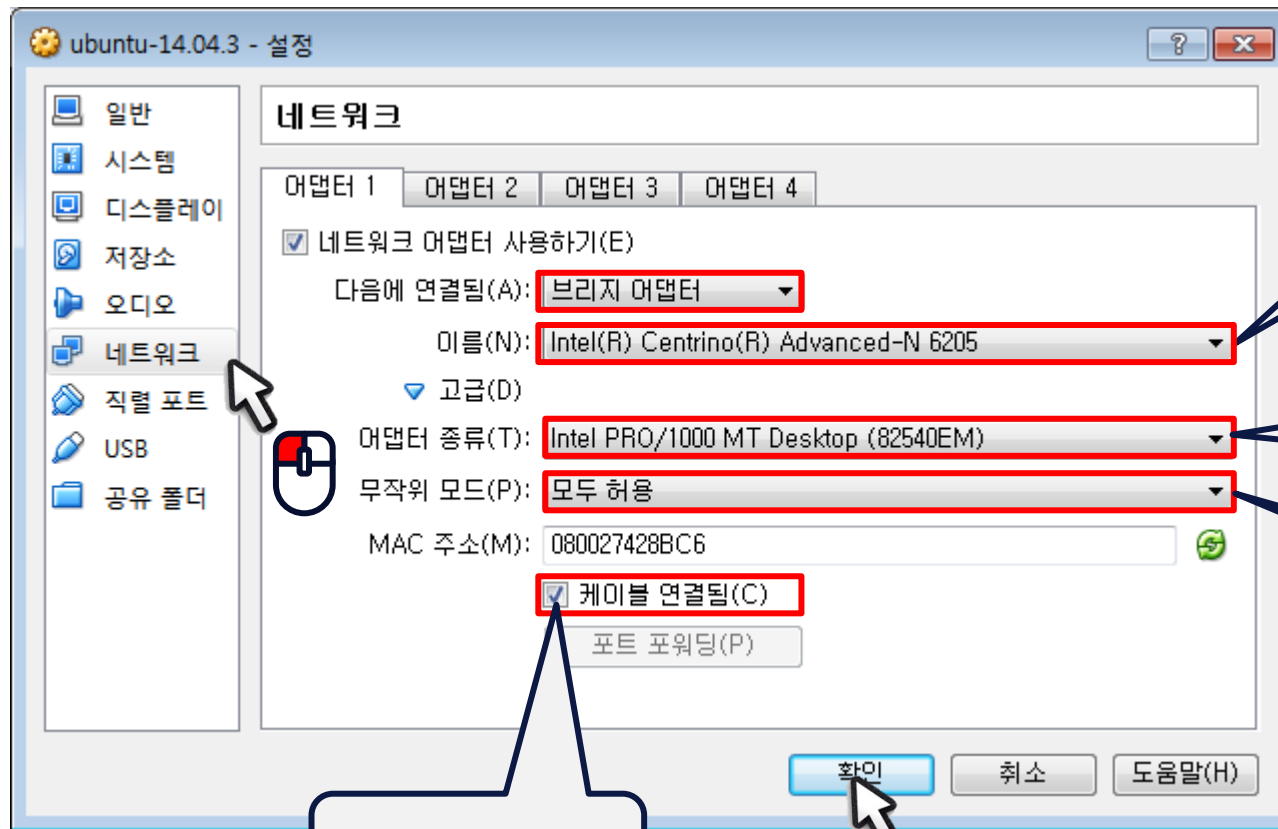 ubuntu-14.04.3 - 설정
일반
시스템
디스플레이
저장소
오디오
네트워크
직렬 포트
USB
공유 폴더
네트워크
어댑터 1 어댑터 2 어댑터 3 어댑터 4
네트워크 어댑터 사용하기(E)
다음에 연결됨(A): 브리지 어댑터
이름(N): Intel(R) Centrino(R) Advanced-N 6205
고급(D)
어댑터 종류(T): Intel PRO/1000 MT Desktop (82540EM)
무작위 모드(P): 모두 허용
MAC 주소(M): 080027428BC6
케이블 연결됨(C)
포트 포워딩(P)
확인 취소 도움말(H)